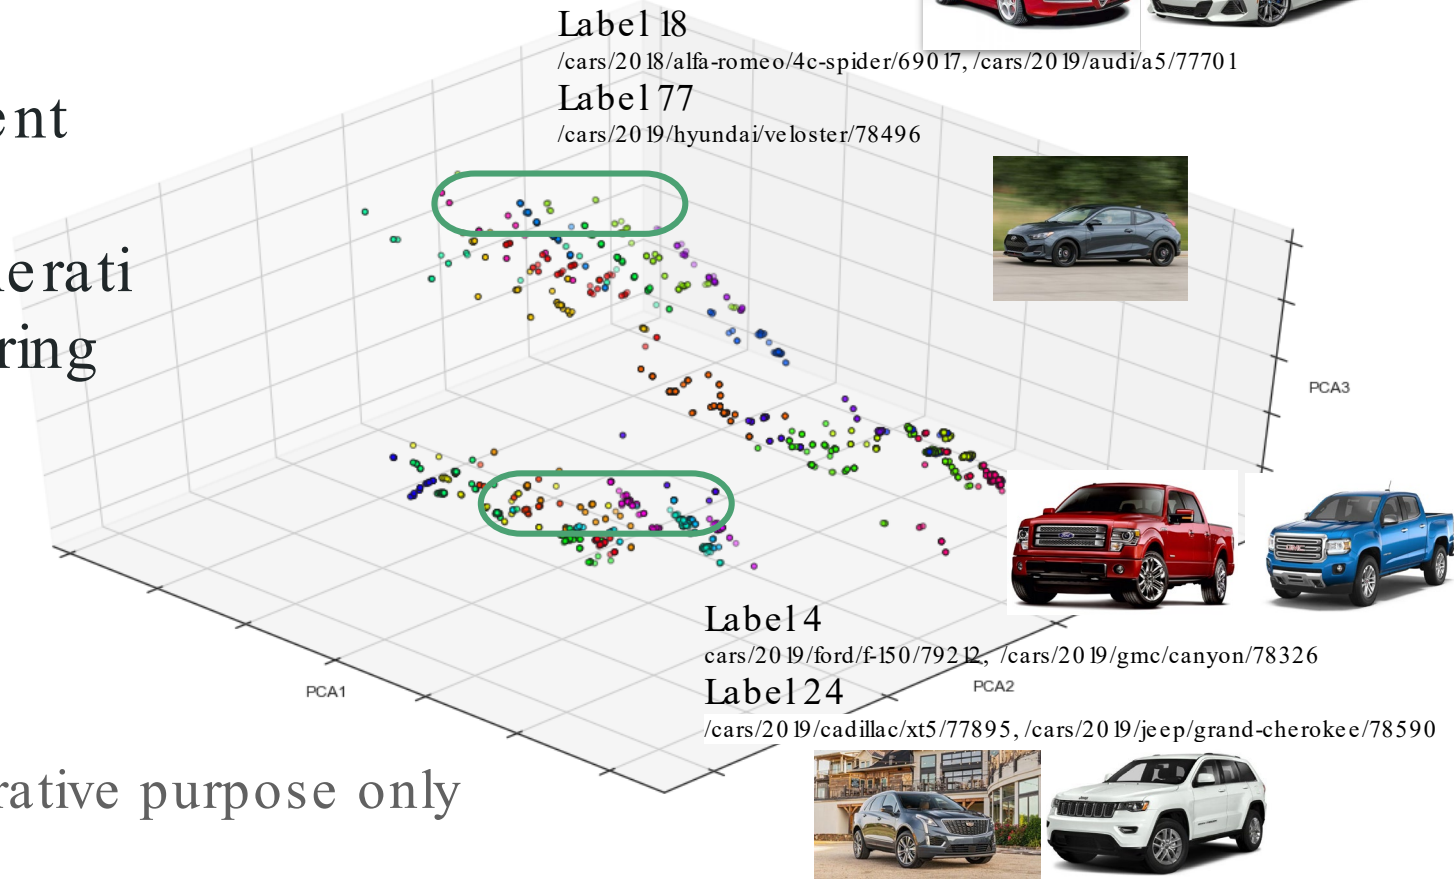 Label 18
/cars/2018/alfa-romeo/4c-spider/69017, /cars/2019/audi/a5/77701
Label 77
/cars/2019/hyundai/veloster/78496
ent
erati
ring
PCA3
Label 4
cars/2019/ford/f-150/79212, /cars/2019/gmc/canyon/78326
PCA1
PCA2
Label 24
/cars/2019/cadillac/xt5/77895, /cars/2019/jeep/grand-cherokee/78590
rative purpose only
GMC